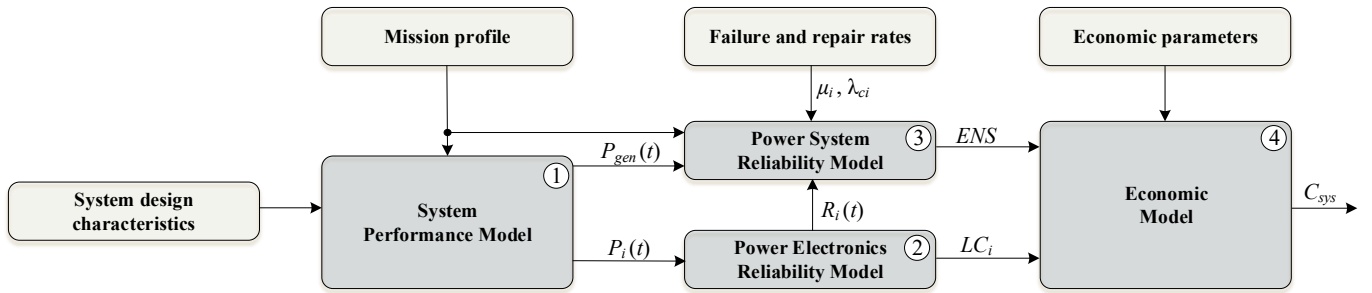 Mission profile
Failure and repair rates
Economic parameters
μi , λci
Power System
Reliability Model
3
ENS
4
Pgen(t)
1
System design
characteristics
System
Performance Model
Economic
Model
Csys
Ri(t)
Pi(t)
Power Electronics
Reliability Model
2
LCi